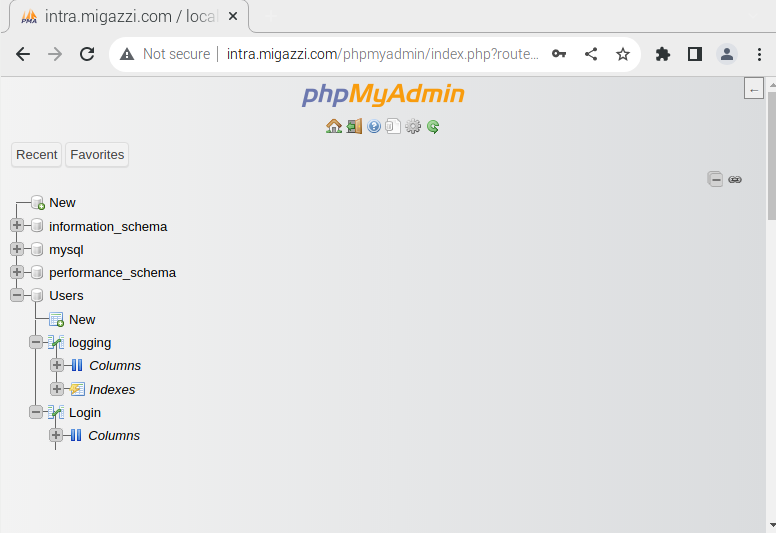 intra.migazzi.com / loca
Not secure | intra.migazzi.com/phpmyadmin/index.php?route...
phpMyAdmin
Recent Favorites
New
information_schema
mysql
performance_schema
Users
New
logging
Columns
Indexes
Login
Columns